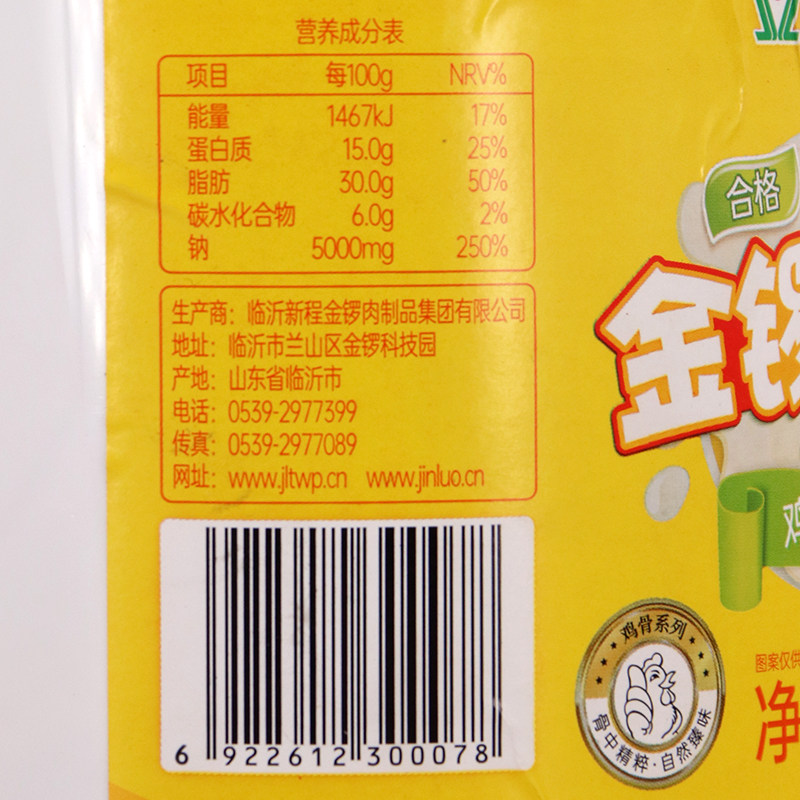 营养成分表
项目 每100g NRV%
能量 1467kJ 17%
蛋白质 15.0g 25%
脂肪 30.0g 50%
碳水化合物 6.0g 2%
钠 5000mg 250%
生产商：临沂新程金锣肉制品集团有限公司
地址：临沂市兰山区金锣科技园
产地：山东省临沂市
电话：0539-2977399
传真：0539-2977089
网址：www.jltwp.cn www.jinluo.cn
6 922612 300078
合格
金锣
鸡
鸡骨系列
骨中精粹·自然臻味
图案仅供
净